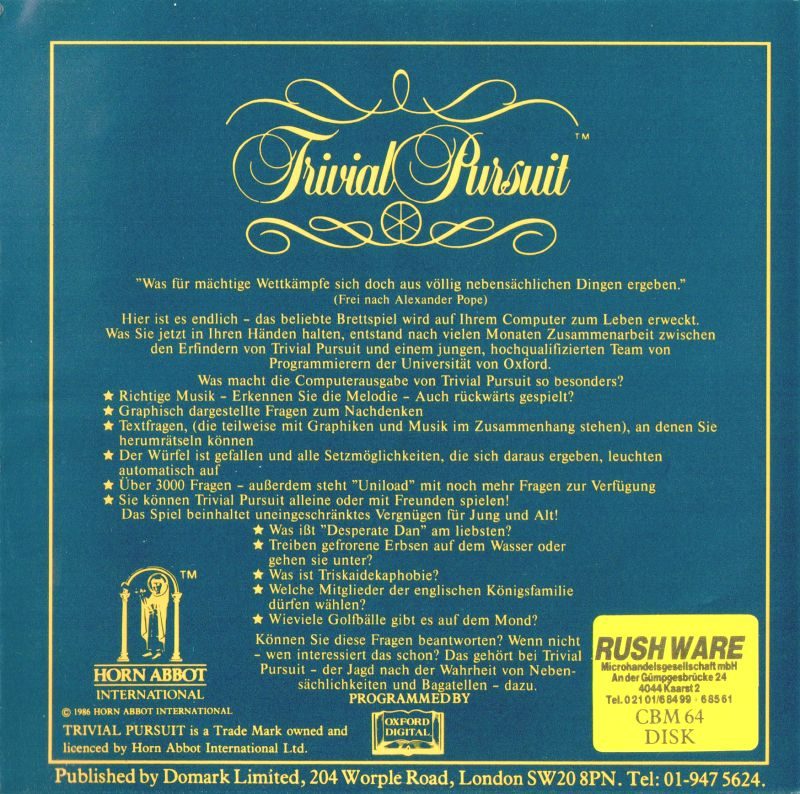 Trivial Pursuit ™
"Was für mächtige Wettkämpfe sich doch aus völlig nebensächlichen Dingen ergeben."
(Frei nach Alexander Pope)
Hier ist es endlich - das beliebte Brettspiel wird auf Ihrem Computer zum Leben erweckt.
Was Sie jetzt in Ihren Händen halten, entstand nach vielen Monaten Zusammenarbeit zwischen
den Erfindern von Trivial Pursuit und einem jungen, hochqualifizierten Team von
Programmierern der Universität von Oxford.
Was macht die Computerausgabe von Trivial Pursuit so besonders?
★ Richtige Musik - Erkennen Sie die Melodie - Auch rückwärts gespielt?
★ Graphisch dargestellte Fragen zum Nachdenken
★ Textfragen, (die teilweise mit Graphiken und Musik im Zusammenhang stehen), an denen Sie
herumrätseln können
★ Der Würfel ist gefallen und alle Setzmöglichkeiten, die sich daraus ergeben, leuchten
automatisch auf
★ Über 3000 Fragen - außerdem steht "Uniload" mit noch mehr Fragen zur Verfügung
★ Sie können Trivial Pursuit alleine oder mit Freunden spielen!
Das Spiel beinhaltet uneingeschränktes Vergnügen für Jung und Alt!
★ Was ißt "Desperate Dan" am liebsten?
★ Treiben gefrorene Erbsen auf dem Wasser oder
gehen sie unter?
★ Was ist Triskaidekaphobie?
★ Welche Mitglieder der englischen Königsfamilie
dürfen wählen?
★ Wieviele Golfbälle gibt es auf dem Mond?
Können Sie diese Fragen beantworten? Wenn nicht
- wen interessiert das schon? Das gehört bei Trivial
Pursuit - der Jagd nach der Wahrheit von Neben-
sächlichkeiten und Bagatellen - dazu.
PROGRAMMED BY
OXFORD
DIGITAL
™
HORN ABBOT
INTERNATIONAL
© 1986 HORN ABBOT INTERNATIONAL
TRIVIAL PURSUIT is a Trade Mark owned and
licenced by Horn Abbot International Ltd.
RUSH WARE
Microhandelsgesellschaft mbH
An der Gümpgesbrücke 24
4044 Kaarst 2
Tel. 0 21 01/6 84 99 · 6 85 61
CBM 64
DISK
Published by Domark Limited, 204 Worple Road, London SW20 8PN. Tel: 01-947 5624.